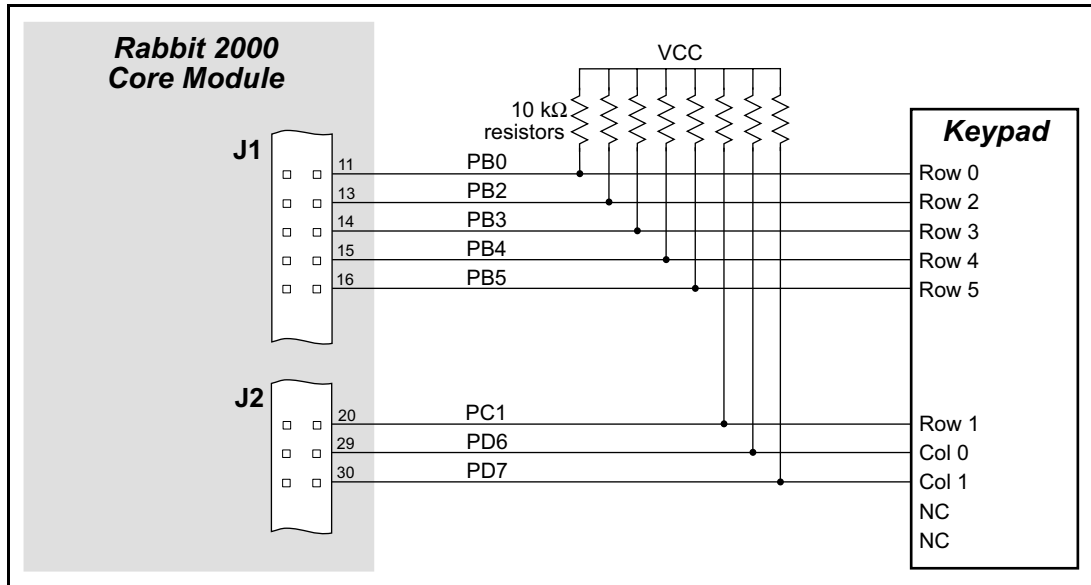 Rabbit 2000
Core Module
VCC
10 kΩ
resistors
Keypad
J1
11
PB0
Row 0
13
PB2
Row 2
14
PB3
Row 3
15
PB4
Row 4
16
PB5
Row 5
J2
20
PC1
Row 1
29
PD6
Col 0
30
PD7
Col 1
NC
NC